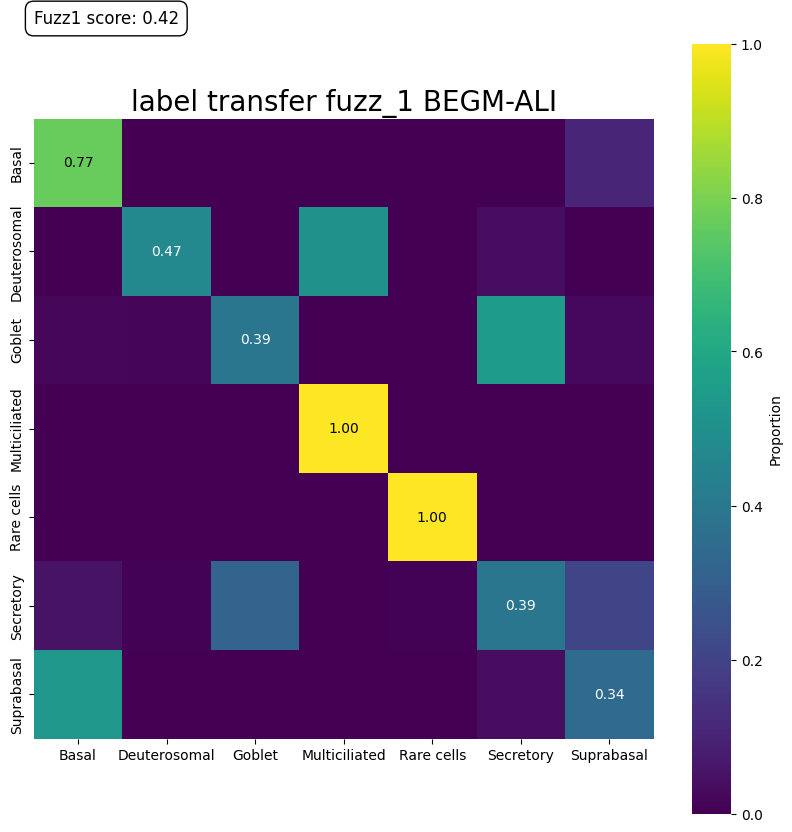 Fuzz1 score: 0.42
label transfer fuzz_1 BEGM-ALI
Basal
Deuterosomal
Goblet
Multiciliated
Rare cells
Secretory
Suprabasal
0.77
0.47
0.39
1.00
1.00
0.39
0.34
Basal Deuterosomal Goblet Multiciliated Rare cells Secretory Suprabasal
1.0
0.8
0.6
0.4
0.2
0.0
Proportion